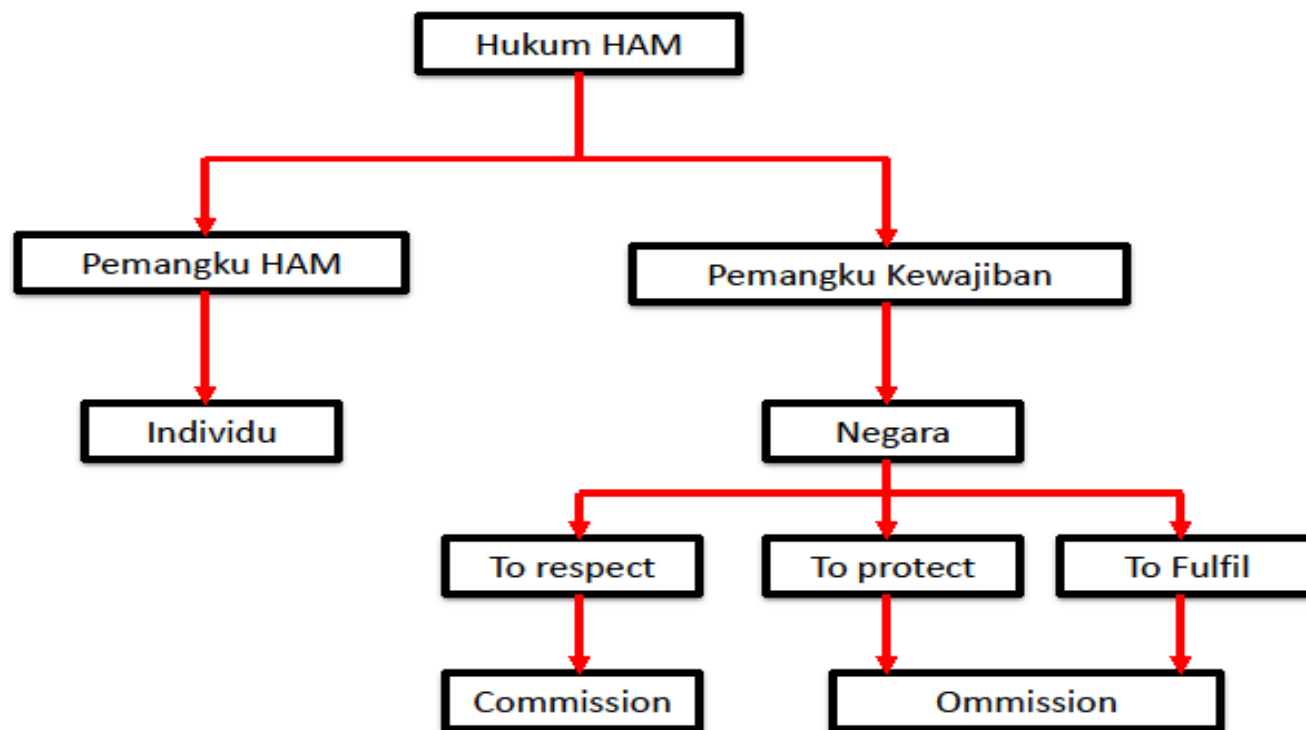 Hukum HAM
Pemangku HAM
Pemangku Kewajiban
Individu
Negara
To respect
To protect
To Fulfil
Commission
Ommission